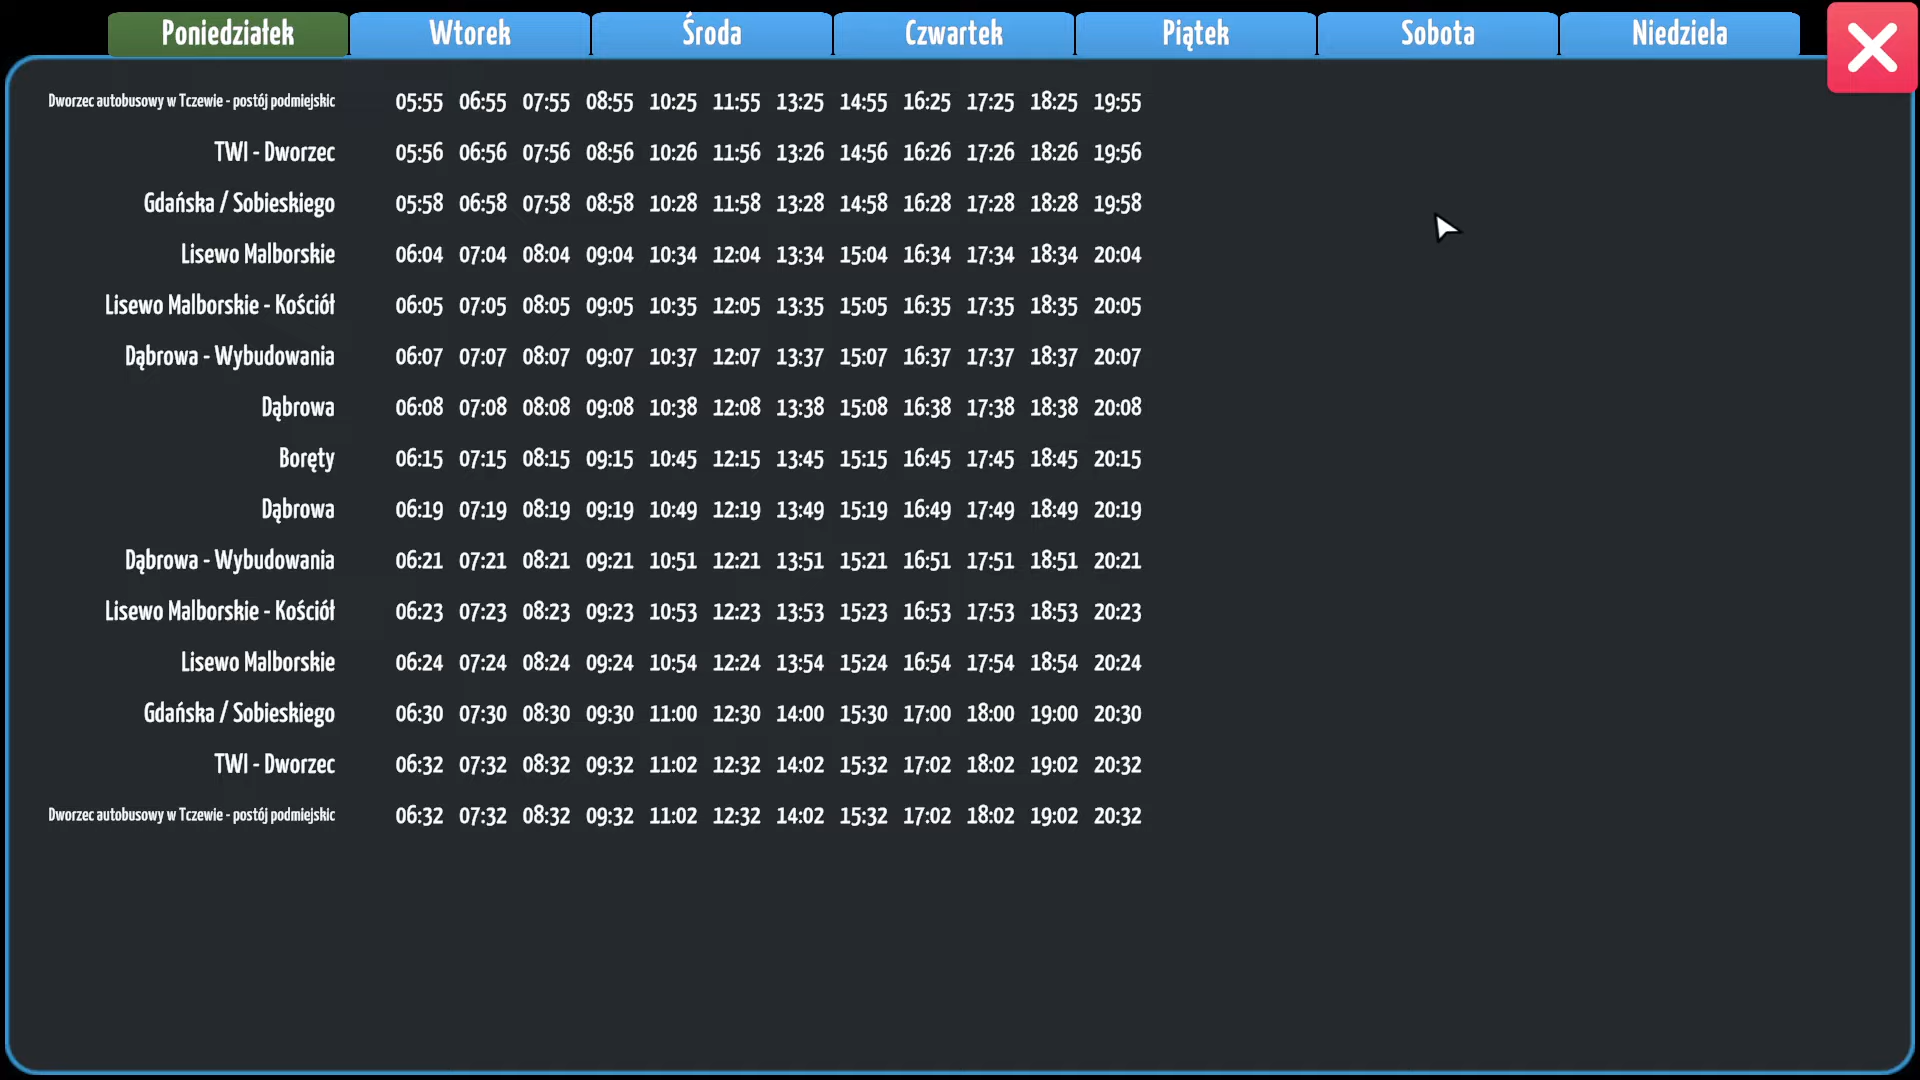 Poniedziałek Wtorek Środa Czwartek Piątek Sobota Niedziela
Dworzec autobusowy w Tczewie - postój podmiejskic 05:55 06:55 07:55 08:55 10:25 11:55 13:25 14:55 16:25 17:25 18:25 19:55
TWI - Dworzec 05:56 06:56 07:56 08:56 10:26 11:56 13:26 14:56 16:26 17:26 18:26 19:56
Gdańska / Sobieskiego 05:58 06:58 07:58 08:58 10:28 11:58 13:28 14:58 16:28 17:28 18:28 19:58
Lisewo Malborskie 06:04 07:04 08:04 09:04 10:34 12:04 13:34 15:04 16:34 17:34 18:34 20:04
Lisewo Malborskie - Kościół 06:05 07:05 08:05 09:05 10:35 12:05 13:35 15:05 16:35 17:35 18:35 20:05
Dąbrowa - Wybudowania 06:07 07:07 08:07 09:07 10:37 12:07 13:37 15:07 16:37 17:37 18:37 20:07
Dąbrowa 06:08 07:08 08:08 09:08 10:38 12:08 13:38 15:08 16:38 17:38 18:38 20:08
Boręty 06:15 07:15 08:15 09:15 10:45 12:15 13:45 15:15 16:45 17:45 18:45 20:15
Dąbrowa 06:19 07:19 08:19 09:19 10:49 12:19 13:49 15:19 16:49 17:49 18:49 20:19
Dąbrowa - Wybudowania 06:21 07:21 08:21 09:21 10:51 12:21 13:51 15:21 16:51 17:51 18:51 20:21
Lisewo Malborskie - Kościół 06:23 07:23 08:23 09:23 10:53 12:23 13:53 15:23 16:53 17:53 18:53 20:23
Lisewo Malborskie 06:24 07:24 08:24 09:24 10:54 12:24 13:54 15:24 16:54 17:54 18:54 20:24
Gdańska / Sobieskiego 06:30 07:30 08:30 09:30 11:00 12:30 14:00 15:30 17:00 18:00 19:00 20:30
TWI - Dworzec 06:32 07:32 08:32 09:32 11:02 12:32 14:02 15:32 17:02 18:02 19:02 20:32
Dworzec autobusowy w Tczewie - postój podmiejskic 06:32 07:32 08:32 09:32 11:02 12:32 14:02 15:32 17:02 18:02 19:02 20:32